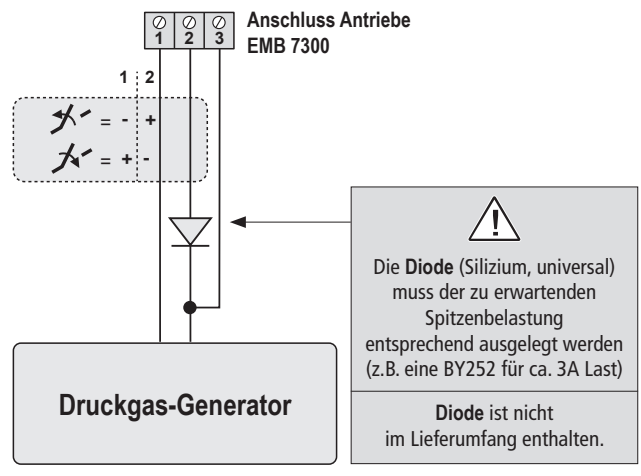 Anschluss Antriebe
EMB 7300
1 2 3
1 2
= - +
= + -
Die Diode (Silizium, universal)
muss der zu erwartenden
Spitzenbelastung
entsprechend ausgelegt werden
(z.B. eine BY252 für ca. 3A Last)
Diode ist nicht
im Lieferumfang enthalten.
Druckgas-Generator